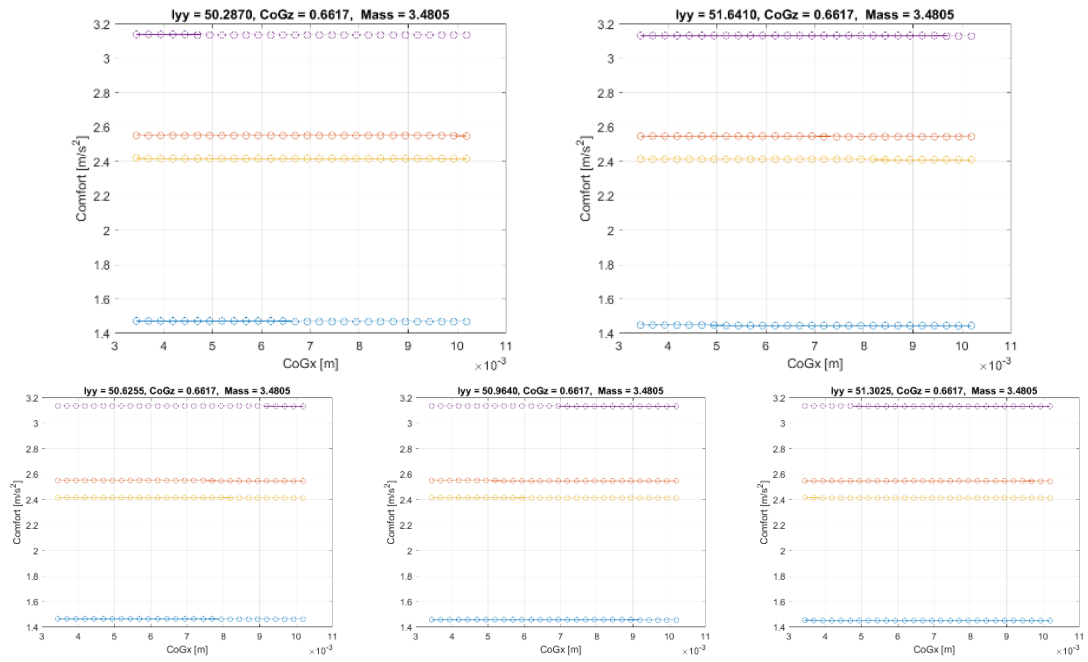 Iyy = 50.2870, CoGz = 0.6617, Mass = 3.4805
3.2
3
2.8
2.6
2.4
2.2
2
1.8
1.6
1.4
Comfort [m/s²]
3 4 5 6 7 8 9 10 11
CoGx [m]
×10⁻³
Iyy = 51.6410, CoGz = 0.6617, Mass = 3.4805
3.2
3
2.8
2.6
2.4
2.2
2
1.8
1.6
1.4
Comfort [m/s²]
3 4 5 6 7 8 9 10 11
CoGx [m]
×10⁻³
Iyy = 50.6255, CoGz = 0.6617, Mass = 3.4805
3.2
3
2.8
2.6
2.4
2.2
2
1.8
1.6
1.4
Comfort [m/s²]
3 4 5 6 7 8 9 10 11
CoGx [m]
×10⁻³
Iyy = 50.9640, CoGz = 0.6617, Mass = 3.4805
3.2
3
2.8
2.6
2.4
2.2
2
1.8
1.6
1.4
Comfort [m/s²]
3 4 5 6 7 8 9 10 11
CoGx [m]
×10⁻³
Iyy = 51.3025, CoGz = 0.6617, Mass = 3.4805
3.2
3
2.8
2.6
2.4
2.2
2
1.8
1.6
1.4
Comfort [m/s²]
3 4 5 6 7 8 9 10 11
CoGx [m]
×10⁻³